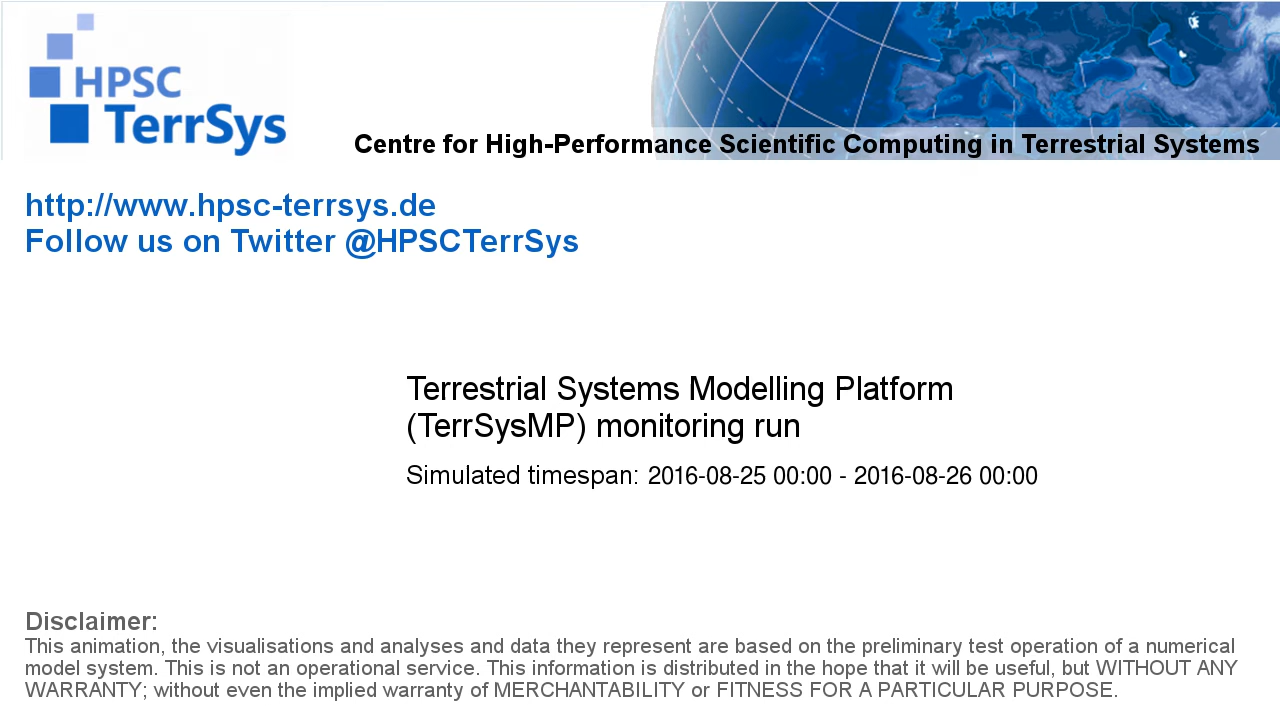 HPSC
TerrSys
Centre for High-Performance Scientific Computing in Terrestrial Systems
http://www.hpsc-terrsys.de
Follow us on Twitter @HPSCTerrSys
Terrestrial Systems Modelling Platform
(TerrSysMP) monitoring run
Simulated timespan: 2016-08-25 00:00 - 2016-08-26 00:00
Disclaimer:
This animation, the visualisations and analyses and data they represent are based on the preliminary test operation of a numerical
model system. This is not an operational service. This information is distributed in the hope that it will be useful, but WITHOUT ANY
WARRANTY; without even the implied warranty of MERCHANTABILITY or FITNESS FOR A PARTICULAR PURPOSE.